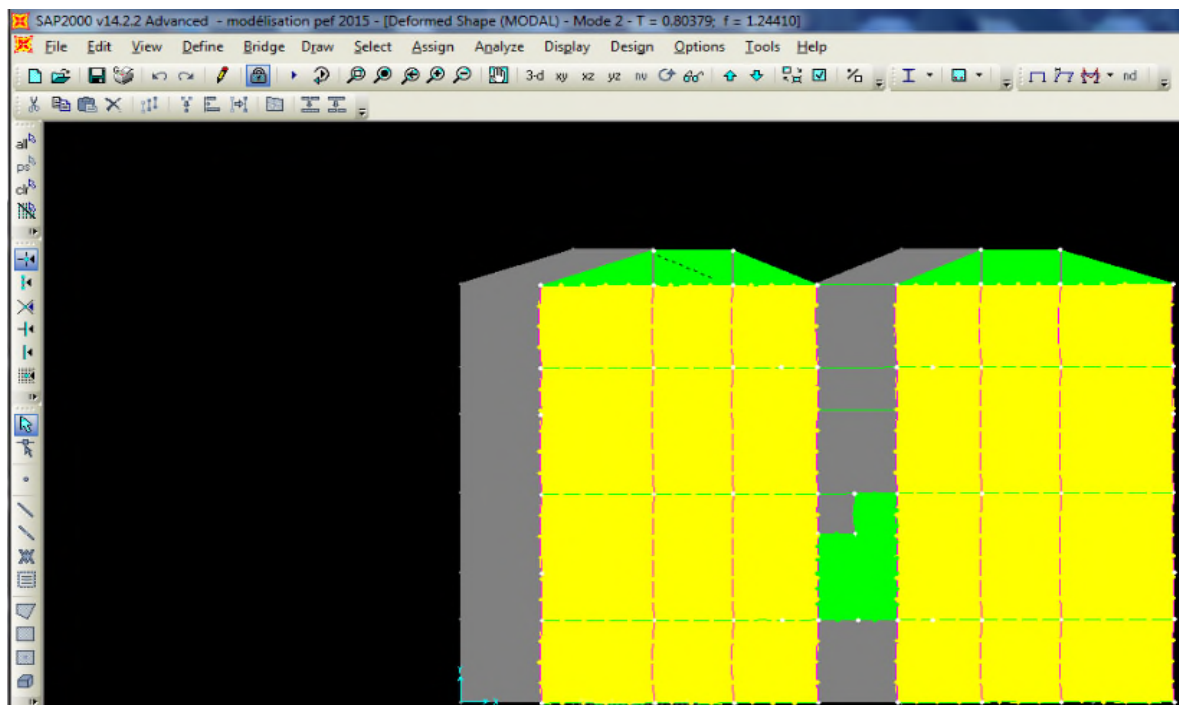 SAP2000 v14.2.2 Advanced - modélisation pef 2015 - [Deformed Shape (MODAL) - Mode 2 - T = 0.80379; f = 1.24410]
File Edit View Define Bridge Draw Select Assign Analyze Display Design Options Tools Help
3-d xy xz yz nv nd
all
ps
clr
Y
X